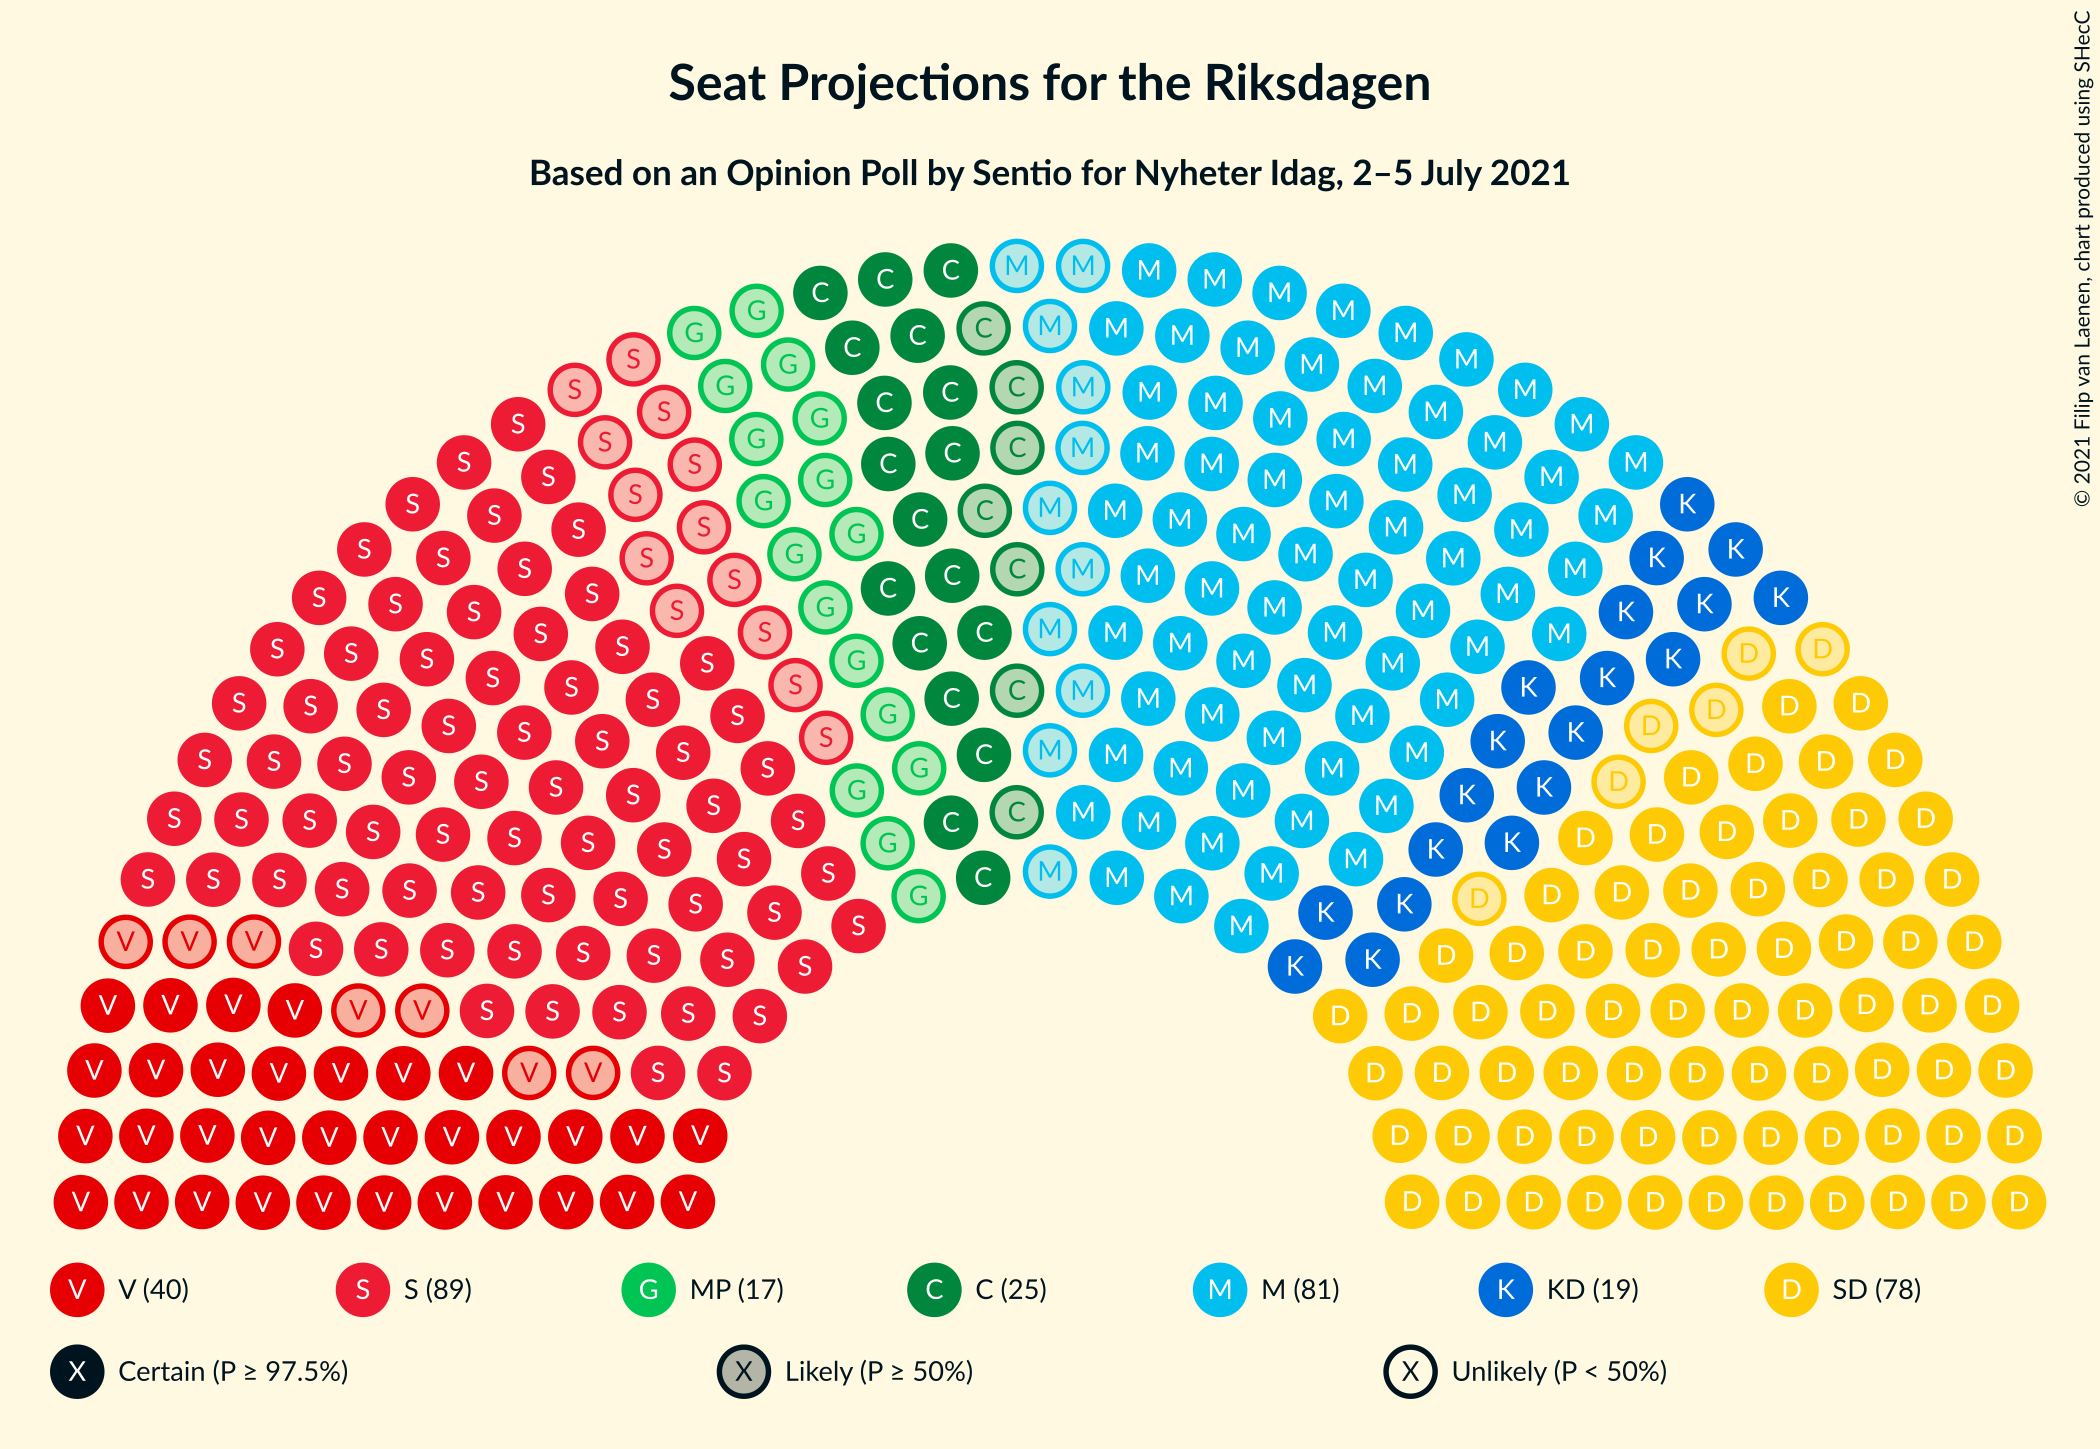 Seat Projections for the Riksdagen
Based on an Opinion Poll by Sentio for Nyheter Idag, 2–5 July 2021
© 2021 Filip van Laenen, chart produced using SHecC
V V (40) S S (89) G MP (17) C C (25) M M (81) K KD (19) D SD (78)
X Certain (P ≥ 97.5%) X Likely (P ≥ 50%) X Unlikely (P < 50%)